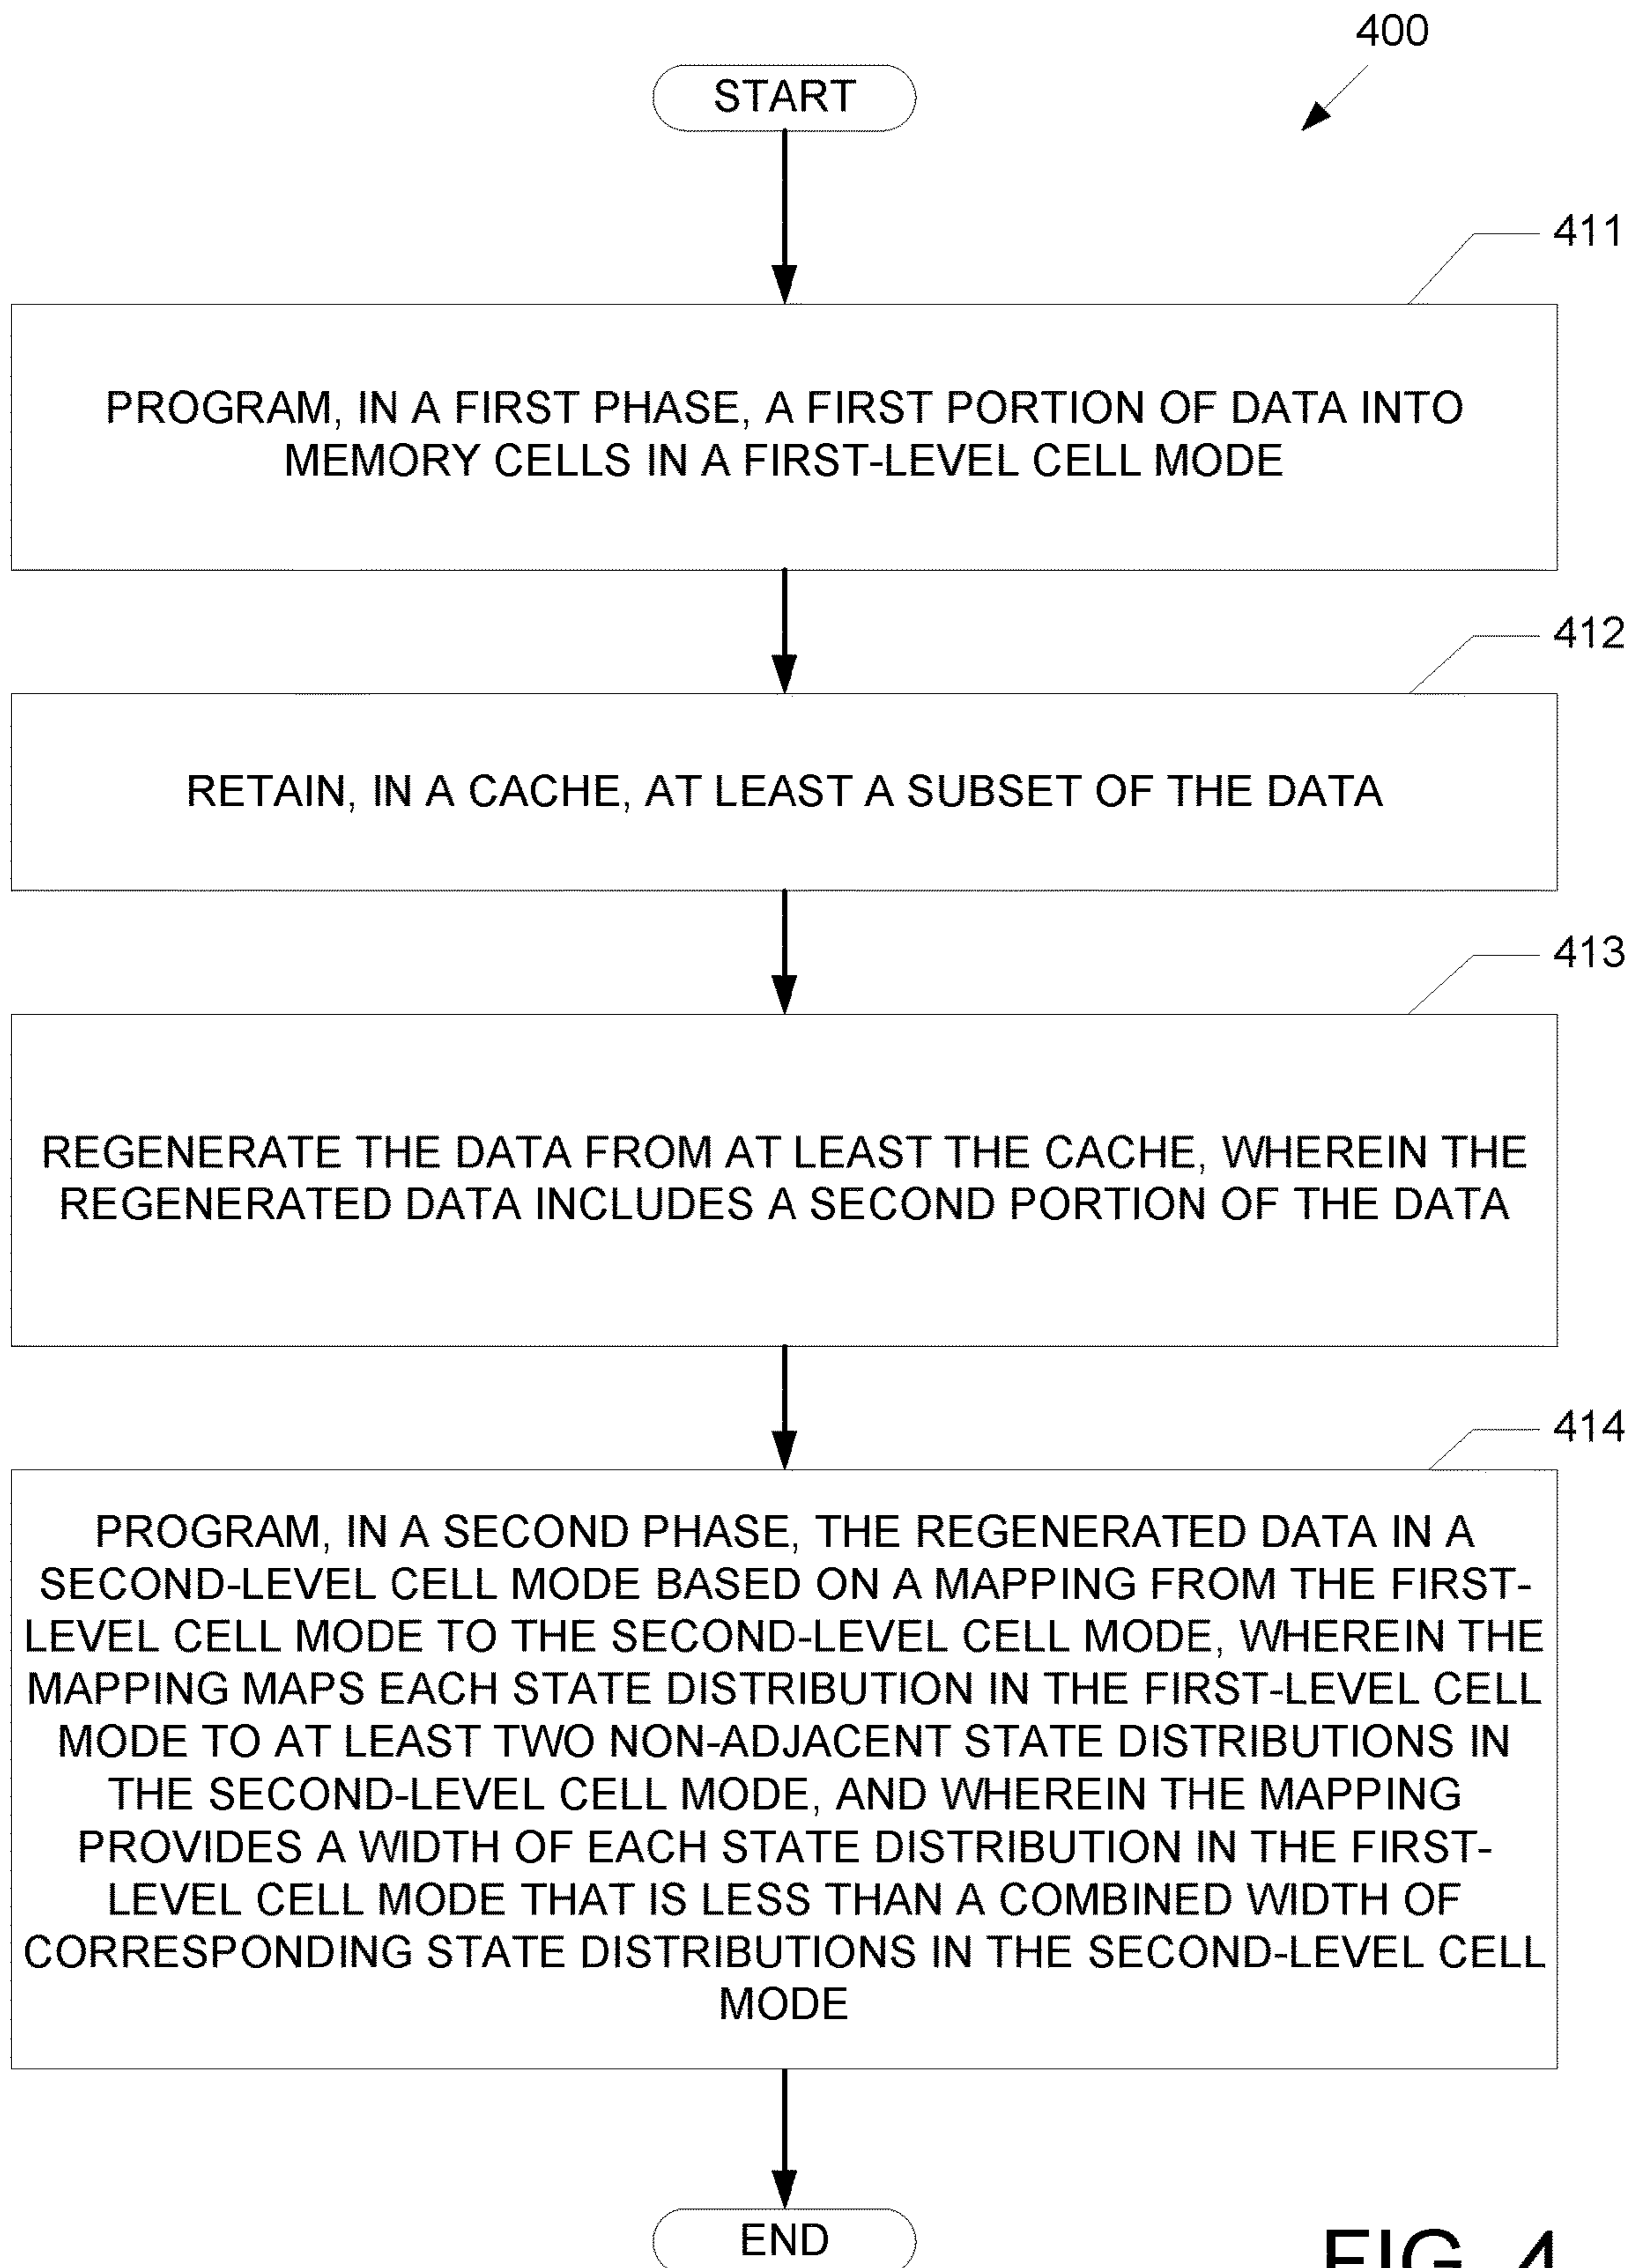 400
START
411
PROGRAM, IN A FIRST PHASE, A FIRST PORTION OF DATA INTO
MEMORY CELLS IN A FIRST-LEVEL CELL MODE
412
RETAIN, IN A CACHE, AT LEAST A SUBSET OF THE DATA
413
REGENERATE THE DATA FROM AT LEAST THE CACHE, WHEREIN THE
REGENERATED DATA INCLUDES A SECOND PORTION OF THE DATA
414
PROGRAM, IN A SECOND PHASE, THE REGENERATED DATA IN A
SECOND-LEVEL CELL MODE BASED ON A MAPPING FROM THE FIRST-
LEVEL CELL MODE TO THE SECOND-LEVEL CELL MODE, WHEREIN THE
MAPPING MAPS EACH STATE DISTRIBUTION IN THE FIRST-LEVEL CELL
MODE TO AT LEAST TWO NON-ADJACENT STATE DISTRIBUTIONS IN
THE SECOND-LEVEL CELL MODE, AND WHEREIN THE MAPPING
PROVIDES A WIDTH OF EACH STATE DISTRIBUTION IN THE FIRST-
LEVEL CELL MODE THAT IS LESS THAN A COMBINED WIDTH OF
CORRESPONDING STATE DISTRIBUTIONS IN THE SECOND-LEVEL CELL
MODE
END
FIG. 4